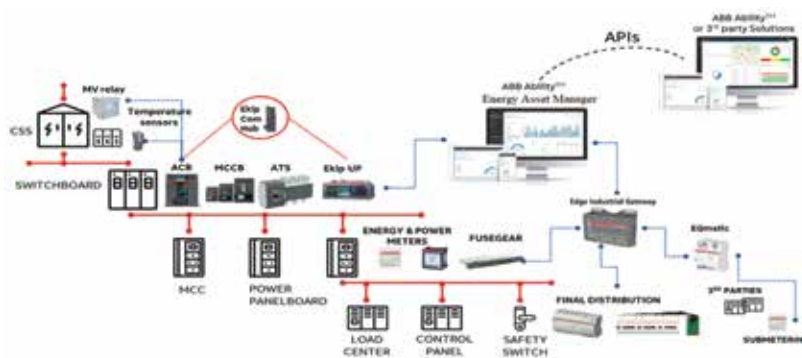 ABB Ability™
or 3rd party Solutions
APIs
ABB Ability™
Energy Asset Manager
MV relay
Temperature
sensors
Ekip
Com
Hub
CSS
ACB
MCCB
ATS
Ekip UP
SWITCHBOARD
Edge Industrial Gateway
ENERGY & POWER
METERS
FUSEGEAR
EQmatic
MCC
POWER
PANELBOARD
3RD PARTIES
FINAL DISTRIBUTION
SUBMETERING
LOAD
CENTER
CONTROL
PANEL
SAFETY
SWITCH